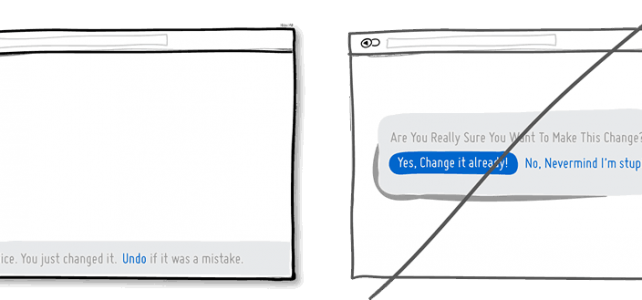 ice. You just changed it. Undo if it was a mistake.
Are You Really Sure You Want To Make This Change?
Yes, Change it already!
No, Nevermind I'm stup